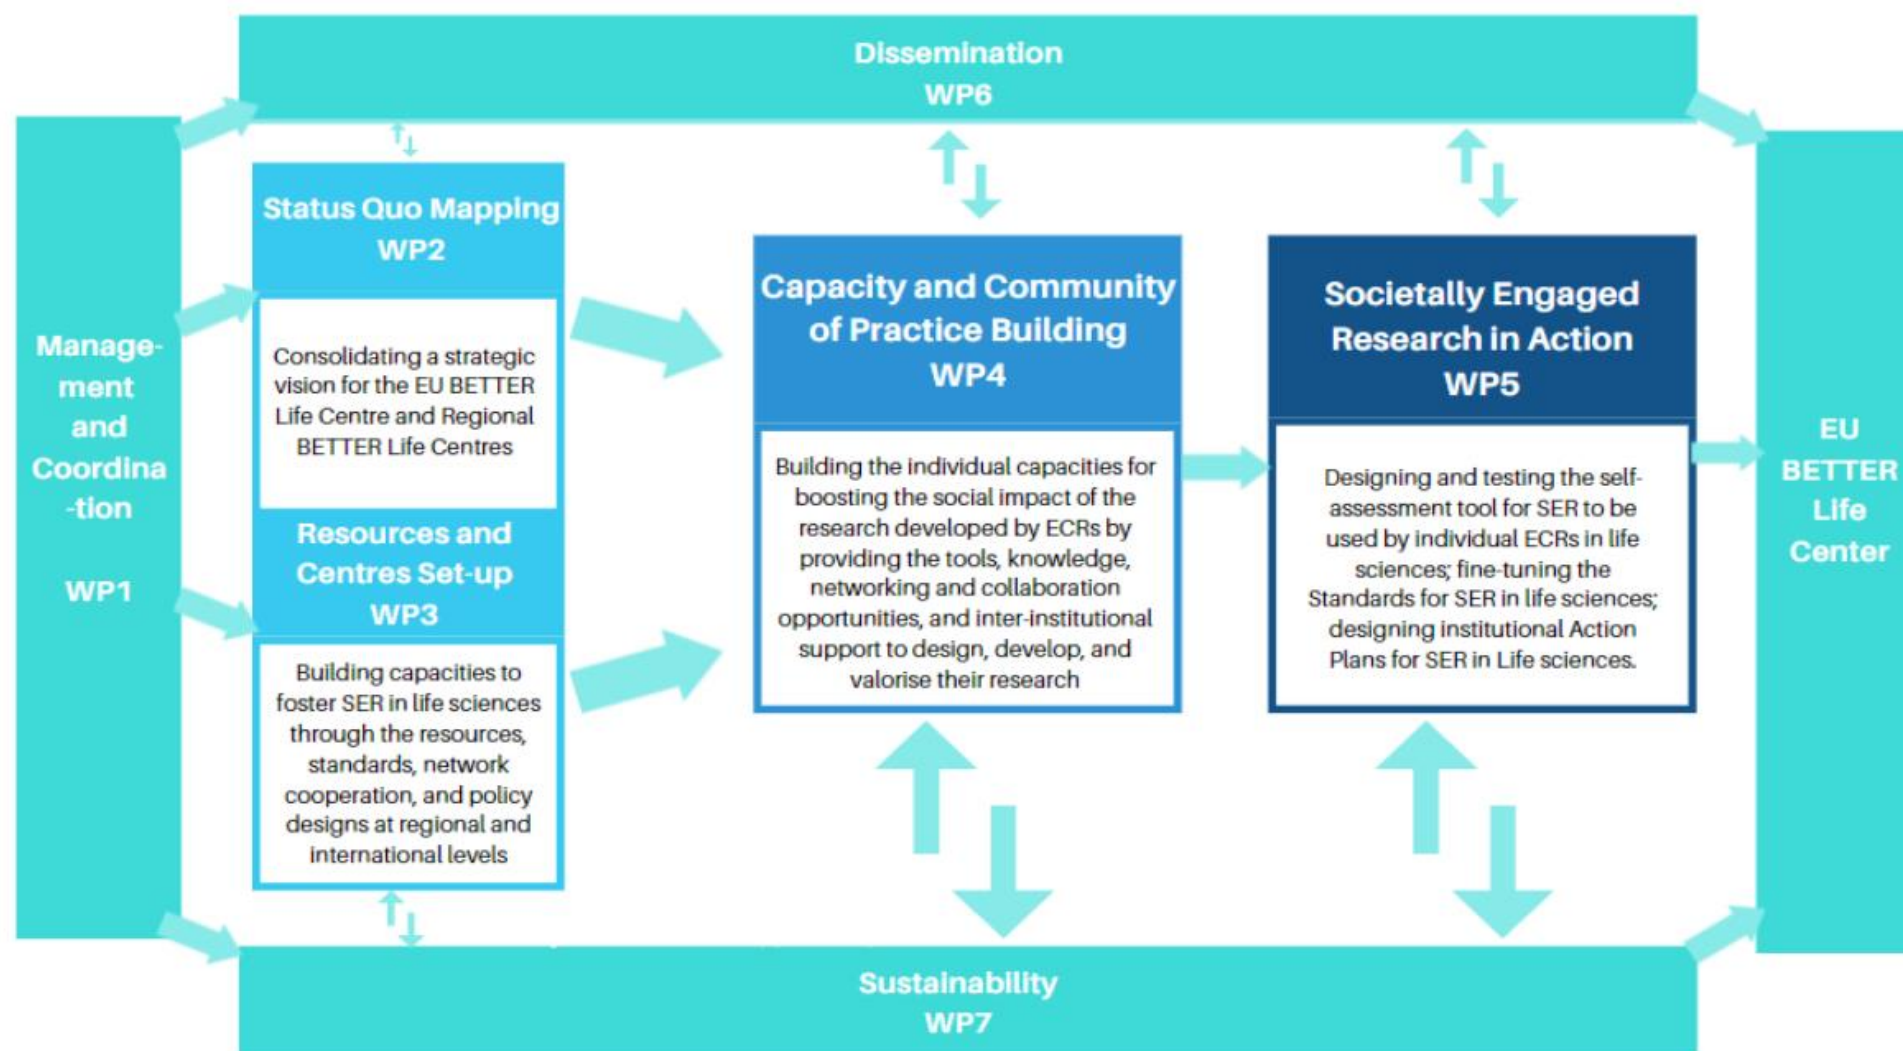 Dissemination
WP6
Manage-
ment
and
Coordina
-tion
WP1
Status Quo Mapping
WP2
Consolidating a strategic
vision for the EU BETTER
Life Centre and Regional
BETTER Life Centres
Resources and
Centres Set-up
WP3
Building capacities to
foster SER in life sciences
through the resources,
standards, network
cooperation, and policy
designs at regional and
international levels
Capacity and Community
of Practice Building
WP4
Building the individual capacities for
boosting the social impact of the
research developed by ECRs by
providing the tools, knowledge,
networking and collaboration
opportunities, and inter-institutional
support to design, develop, and
valorise their research
Societally Engaged
Research in Action
WP5
Designing and testing the self-
assessment tool for SER to be
used by individual ECRs in life
sciences; fine-tuning the
Standards for SER in life sciences;
designing institutional Action
Plans for SER in Life sciences.
EU
BETTER
Life
Center
Sustainability
WP7